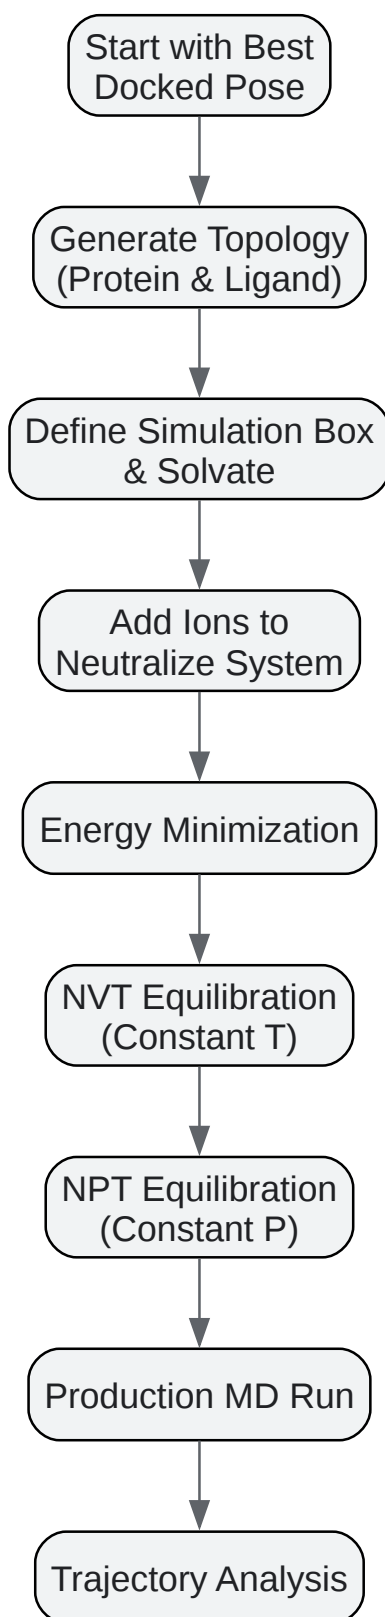 Start with Best
Docked Pose
Generate Topology
(Protein & Ligand)
Define Simulation Box
& Solvate
Add Ions to
Neutralize System
Energy Minimization
NVT Equilibration
(Constant T)
NPT Equilibration
(Constant P)
Production MD Run
Trajectory Analysis